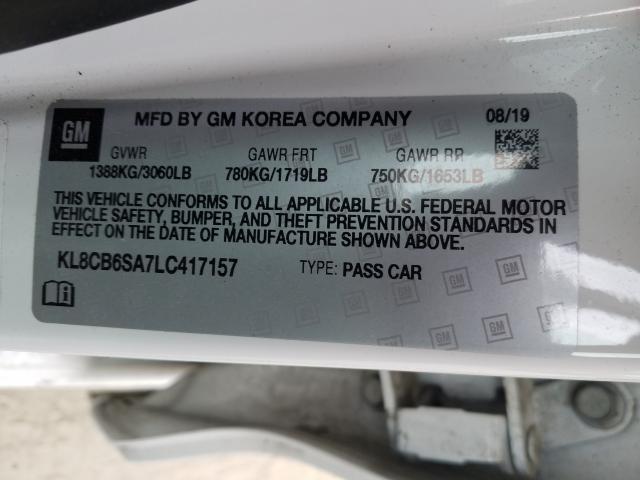 GM MFD BY GM KOREA COMPANY 08/19
GVWR GAWR FRT GAWR RR
1388KG/3060LB 780KG/1719LB 750KG/1653LB
THIS VEHICLE CONFORMS TO ALL APPLICABLE U.S. FEDERAL MOTOR
VEHICLE SAFETY, BUMPER, AND THEFT PREVENTION STANDARDS IN
EFFECT ON THE DATE OF MANUFACTURE SHOWN ABOVE.
KL8CB6SA7LC417157 TYPE: PASS CAR